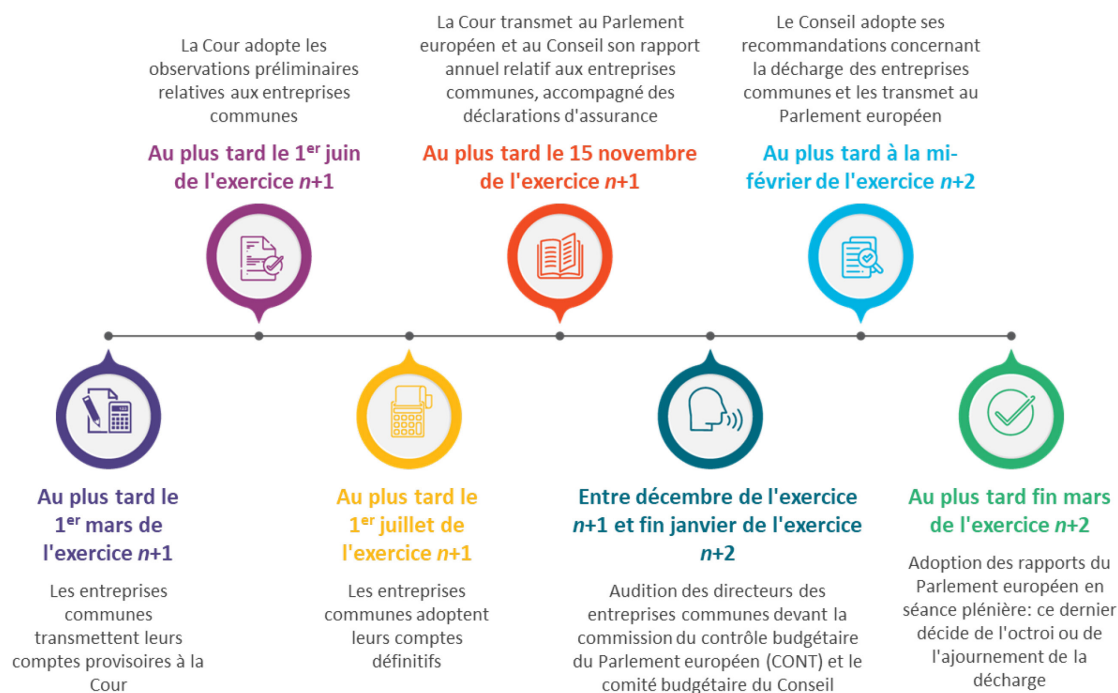 La Cour adopte les
observations préliminaires
relatives aux entreprises
communes
Au plus tard le 1er juin
de l'exercice n+1
La Cour transmet au Parlement
européen et au Conseil son rapport
annuel relatif aux entreprises
communes, accompagné des
déclarations d'assurance
Au plus tard le 15 novembre
de l'exercice n+1
Le Conseil adopte ses
recommandations concernant
la décharge des entreprises
communes et les transmet au
Parlement européen
Au plus tard à la mi-
février de l'exercice n+2
Au plus tard le
1er mars de
l'exercice n+1
Les entreprises
communes
transmettent leurs
comptes provisoires à la
Cour
Au plus tard le
1er juillet de
l'exercice n+1
Les entreprises
communes adoptent
leurs comptes
définitifs
Entre décembre de l'exercice
n+1 et fin janvier de l'exercice
n+2
Audition des directeurs des
entreprises communes devant la
commission du contrôle budgétaire
du Parlement européen (CONT) et le
comité budgétaire du Conseil
Au plus tard fin mars
de l'exercice n+2
Adoption des rapports du
Parlement européen en
séance plénière: ce dernier
décide de l'octroi ou de
l'ajournement de la
décharge